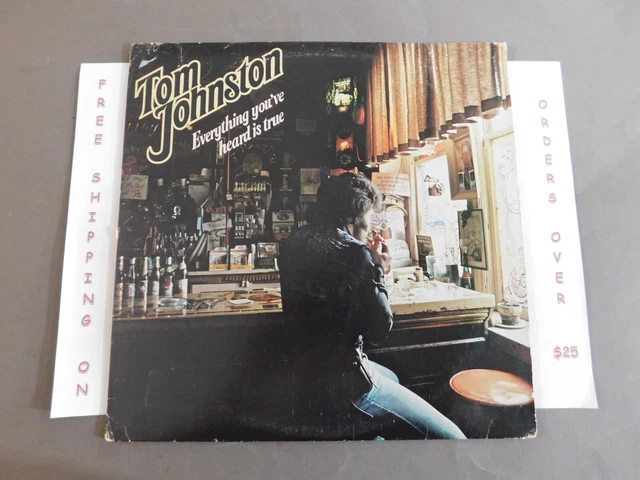 Tom
Johnston
Everything you've
heard is true
FREE SHIPPING ON
ORDERS OVER
$25